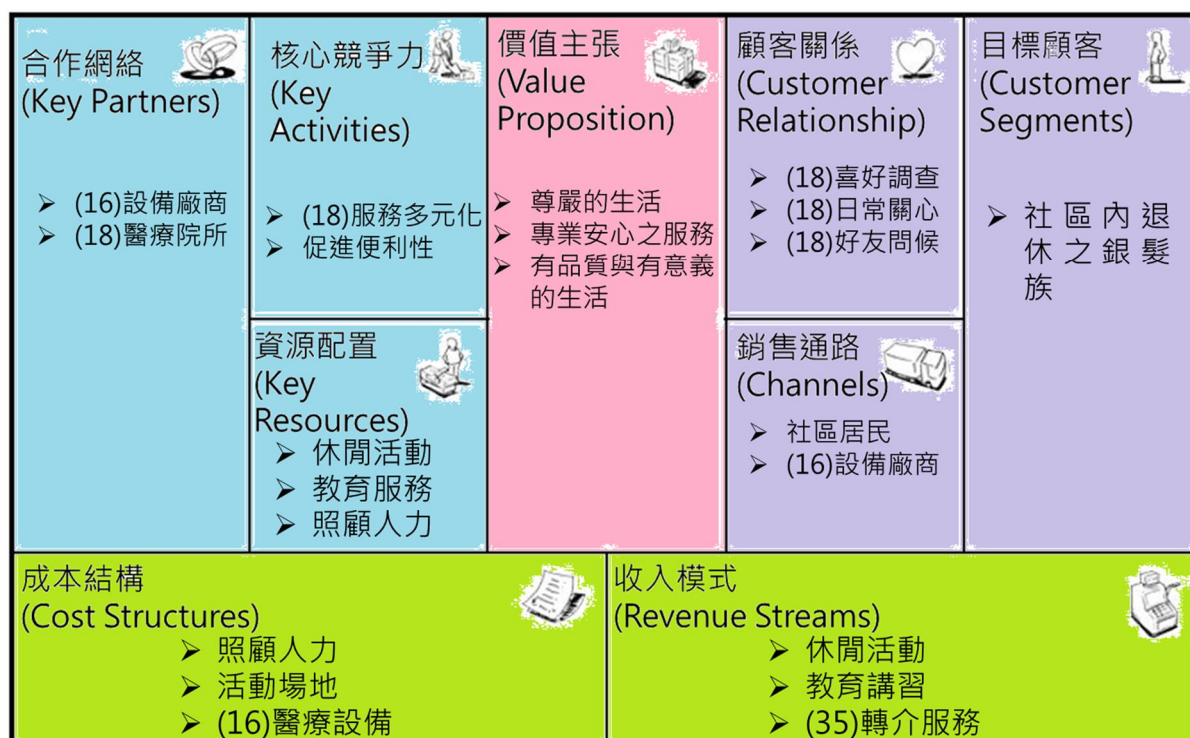 合作網絡
(Key Partners)
➢ (16)設備廠商
➢ (18)醫療院所
核心競爭力
(Key
Activities)
➢ (18)服務多元化
➢ 促進便利性
資源配置
(Key
Resources)
➢ 休閒活動
➢ 教育服務
➢ 照顧人力
價值主張
(Value
Proposition)
➢ 尊嚴的生活
➢ 專業安心之服務
➢ 有品質與有意義
的生活
顧客關係
(Customer
Relationship)
➢ (18)喜好調查
➢ (18)日常關心
➢ (18)好友問候
銷售通路
(Channels)
➢ 社區居民
➢ (16)設備廠商
目標顧客
(Customer
Segments)
➢ 社區內退
休之銀髮
族
成本結構
(Cost Structures)
➢ 照顧人力
➢ 活動場地
➢ (16)醫療設備
收入模式
(Revenue Streams)
➢ 休閒活動
➢ 教育講習
➢ (35)轉介服務